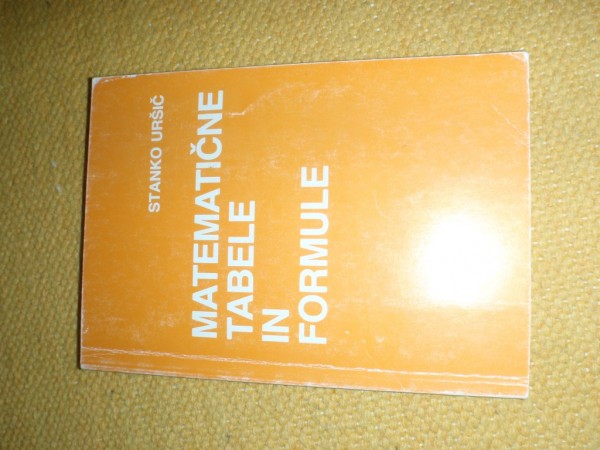 STANKO URŠIČ
MATEMATIČNE
TABELE
IN
FORMULE